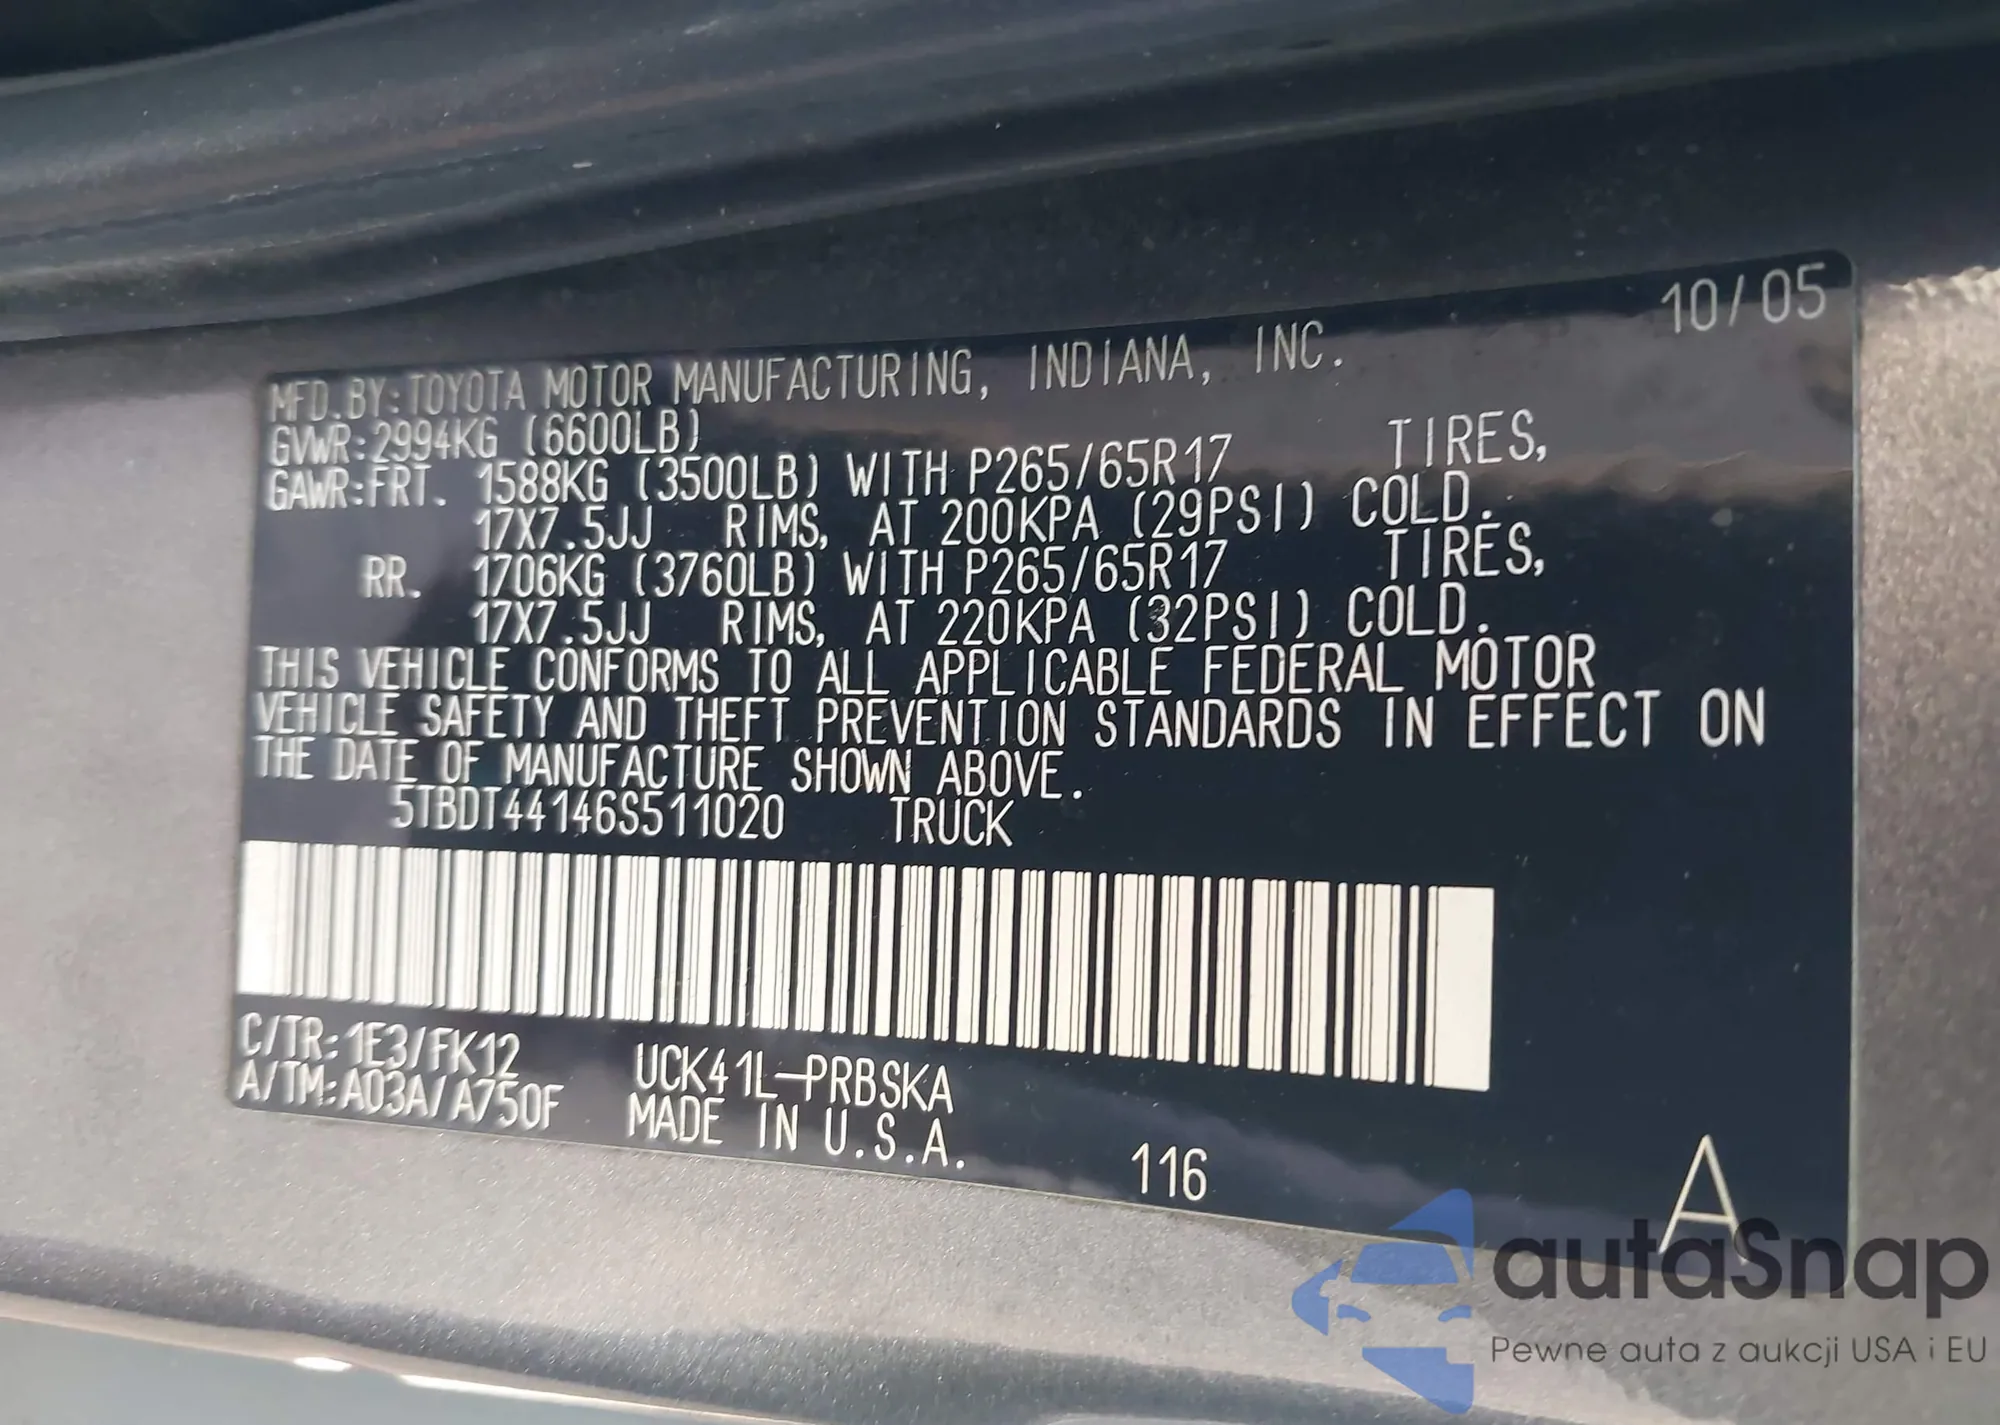 10/05
MFD.BY:TOYOTA MOTOR MANUFACTURING, INDIANA, INC.
GVWR:2994KG (6600LB)
GAWR:FRT. 1588KG (3500LB) WITH P265/65R17 TIRES,
17X7.5JJ RIMS, AT 200KPA (29PSI) COLD.
RR. 1706KG (3760LB) WITH P265/65R17 TIRES,
17X7.5JJ RIMS, AT 220KPA (32PSI) COLD.
THIS VEHICLE CONFORMS TO ALL APPLICABLE FEDERAL MOTOR
VEHICLE SAFETY AND THEFT PREVENTION STANDARDS IN EFFECT ON
THE DATE OF MANUFACTURE SHOWN ABOVE.
5TBDT44146S511020 TRUCK
C/TR:1E3/FK12 UCK41L-PRBSKA
A/TM:A03A/A750F MADE IN U.S.A.
116
A
autaSnap
Pewne auta z aukcji USA i EU